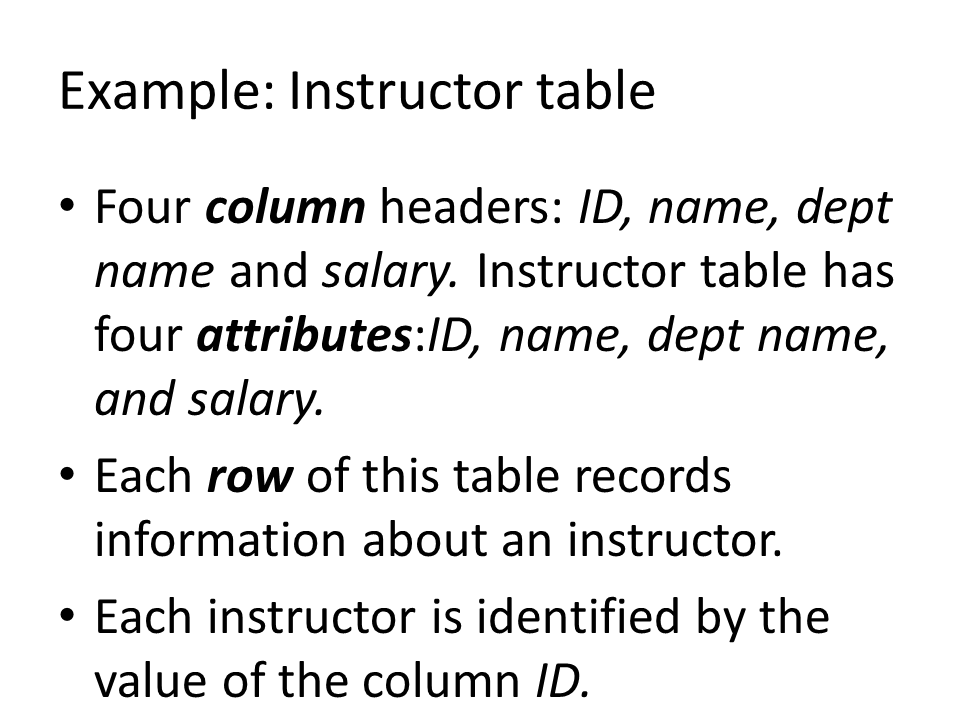 Example: Instructor table
• Four column headers: ID, name, dept
name and salary. Instructor table has
four attributes:ID, name, dept name,
and salary.
• Each row of this table records
information about an instructor.
• Each instructor is identified by the
value of the column ID.